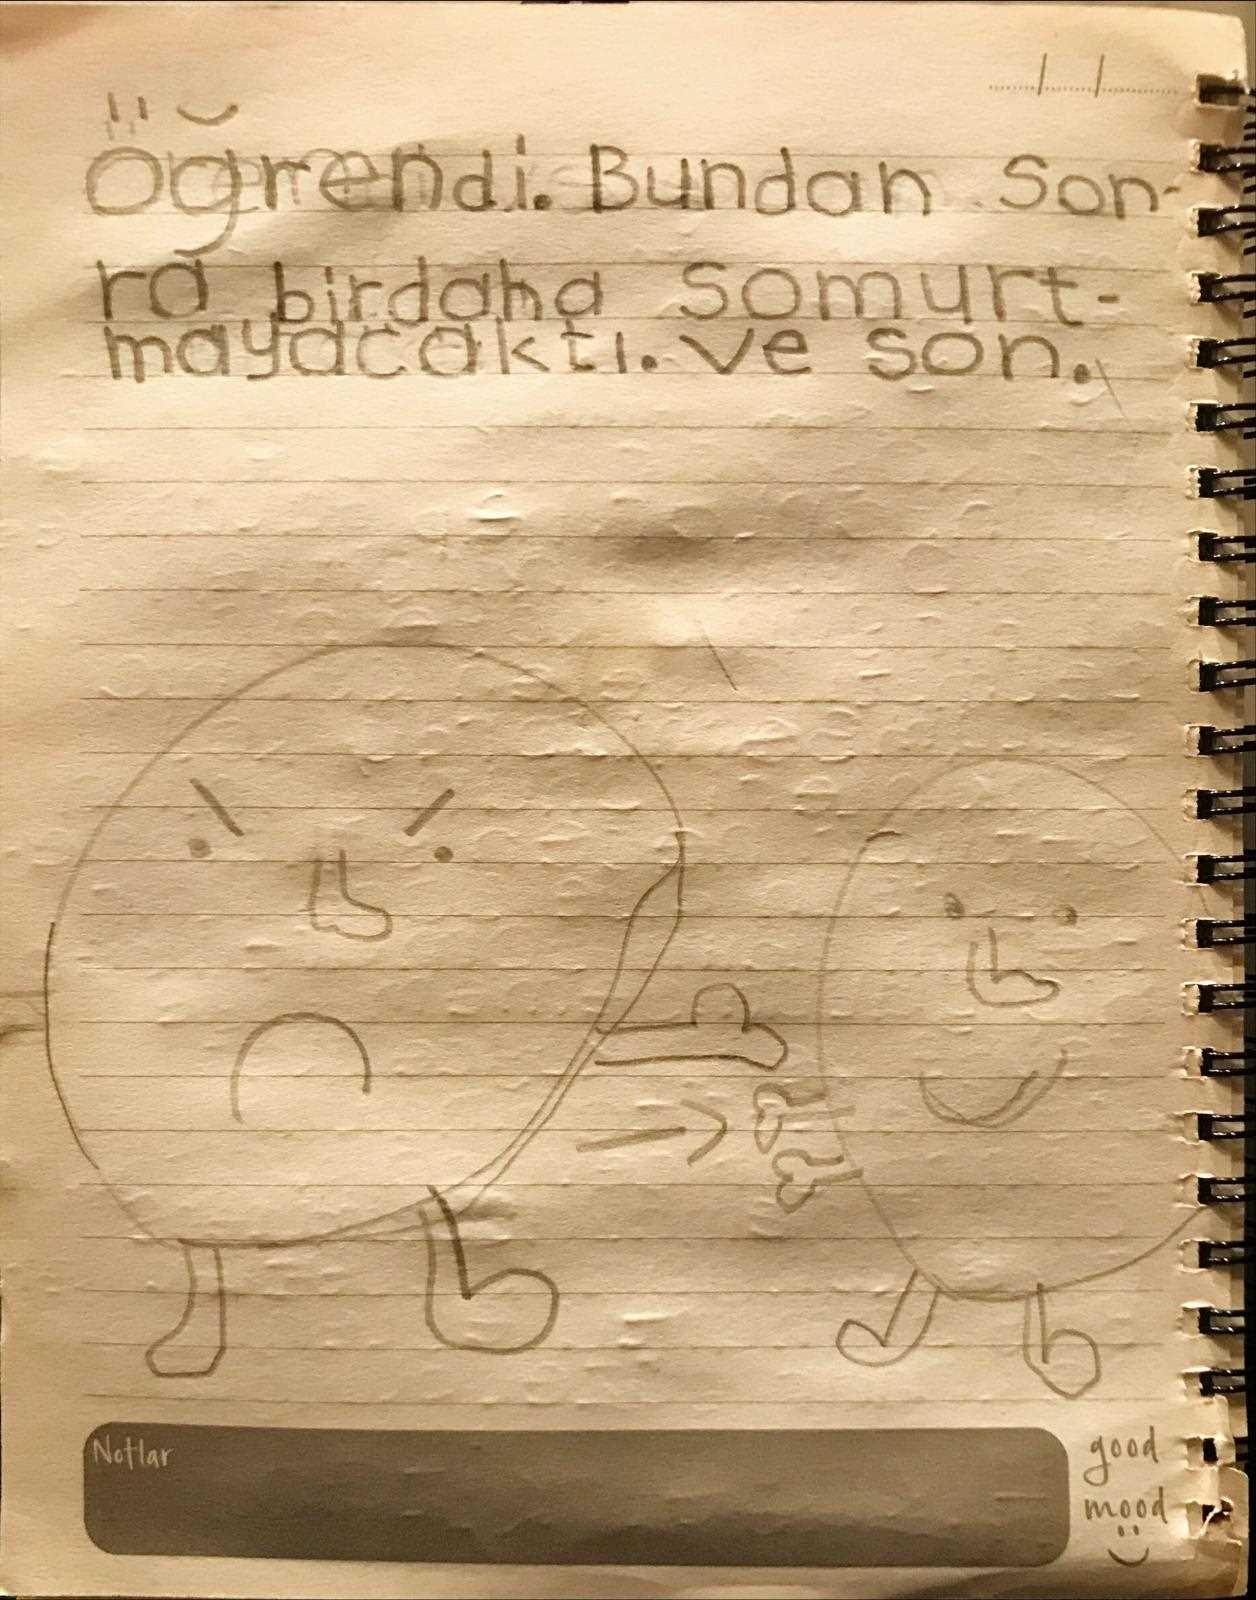 Öğrendi. Bundan Son-
ra birdaha somurt-
mayacaktı. Ve son.
Notlar
good
mood